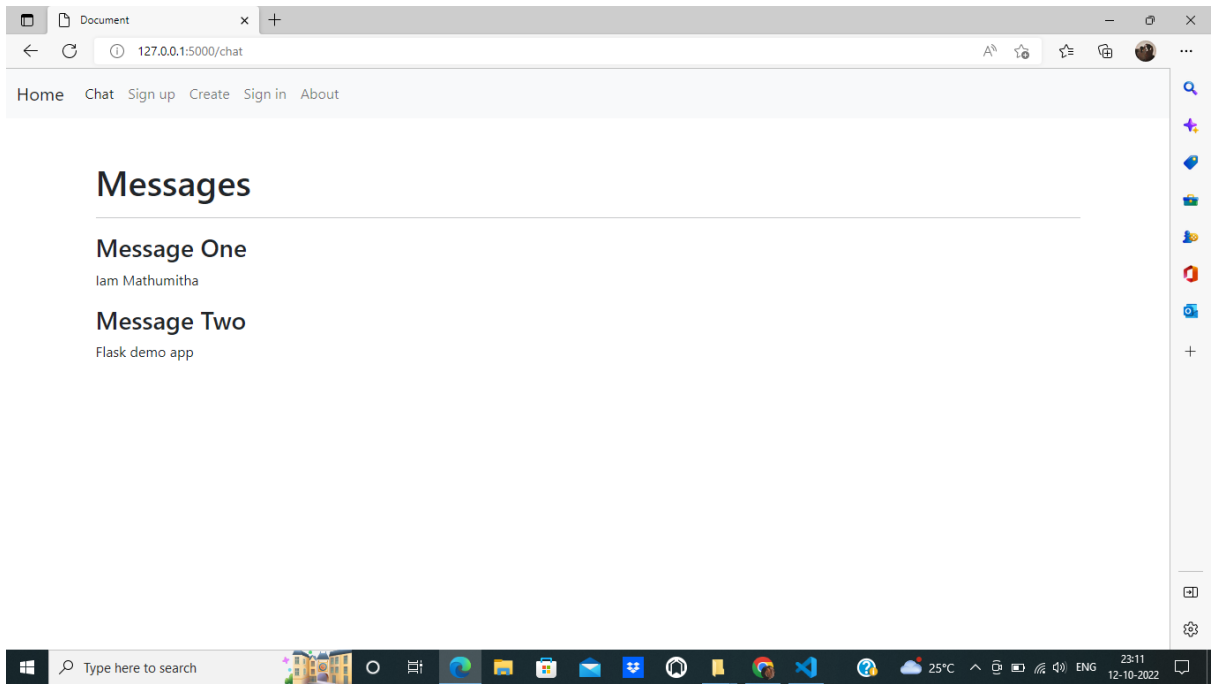 Document
127.0.0.1:5000/chat
Home Chat Sign up Create Sign in About
Messages
Message One
Iam Mathumitha
Message Two
Flask demo app
Type here to search
25°C ENG 23:11
12-10-2022